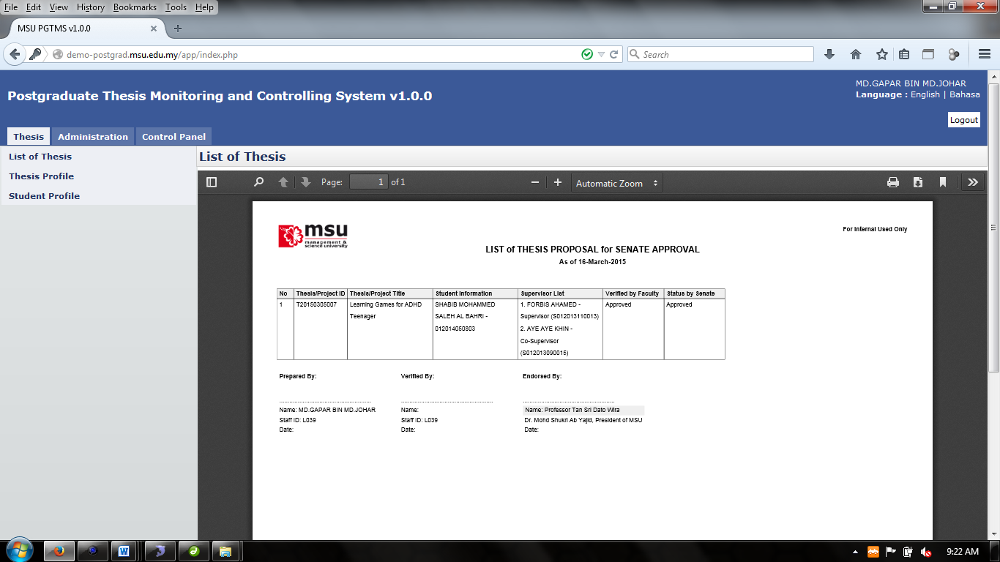 File Edit View History Bookmarks Tools Help
MSU PGTMS v1.0.0
demo-postgrad.msu.edu.my/app/index.php
Search
Postgraduate Thesis Monitoring and Controlling System v1.0.0
MD.GAPAR BIN MD.JOHAR
Language : English | Bahasa
Logout
Thesis Administration Control Panel
List of Thesis
Thesis Profile
Student Profile
List of Thesis
Page: 1 of 1
Automatic Zoom
msu
management &
science university
For Internal Used Only
LIST of THESIS PROPOSAL for SENATE APPROVAL
As of 16-March-2015
No Thesis/Project ID Thesis/Project Title Student Information Supervisor List Verified by Faculty Status by Senate
1 T20150305007 Learning Games for ADHD SHABIB MOHAMMED 1. FORBIS AHAMED - Approved Approved
Teenager SALEH AL BAHRI - Supervisor (S012013110013)
012014050803 2. AYE AYE KHIN -
Co-Supervisor
(S012013090015)
Prepared By: Verified By: Endorsed By:
Name: MD.GAPAR BIN MD.JOHAR Name: Name: Professor Tan Sri Dato Wira
Staff ID: L039 Staff ID: L039 Dr. Mohd Shukri Ab Yajid, President of MSU
Date: Date: Date:
9:22 AM